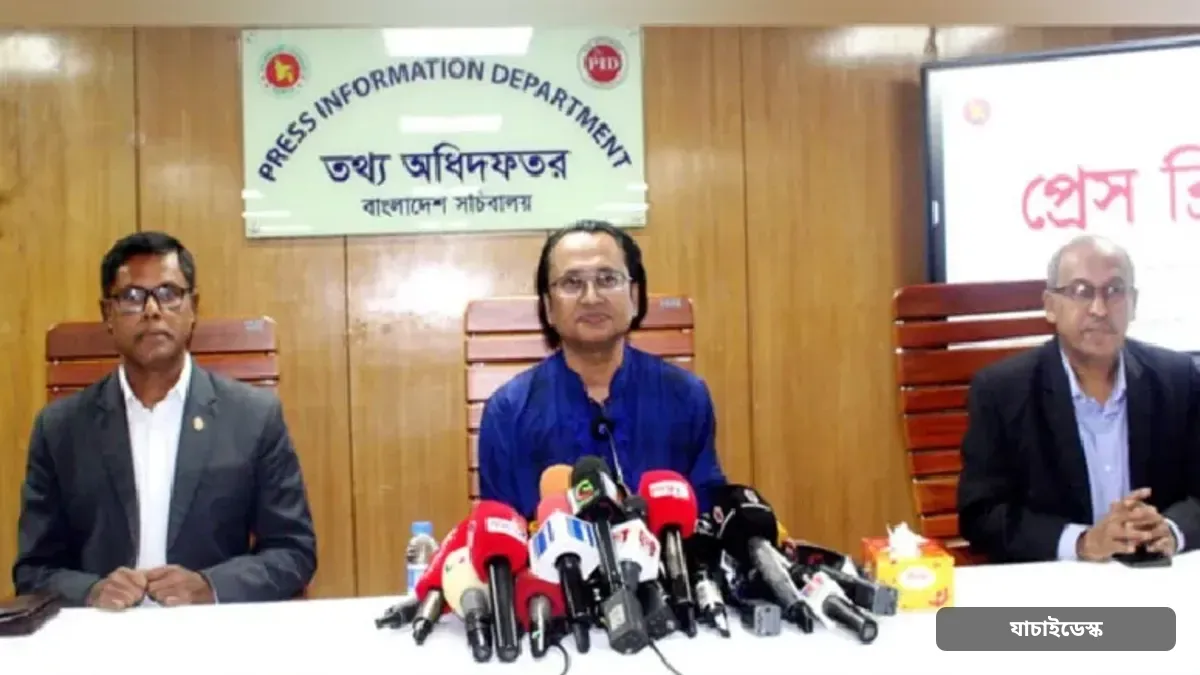 PRESS INFORMATION DEPARTMENT
PID
তথ্য অধিদফতর
বাংলাদেশ সচিবালয়
প্রেস
যাচাইডেস্ক